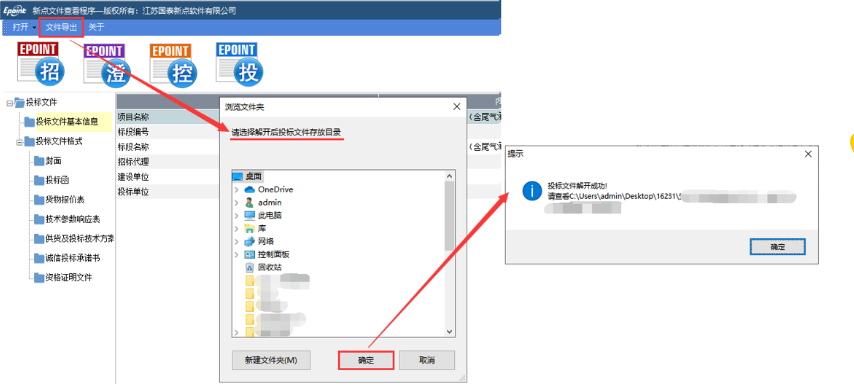 Epoint 新点文件查看程序—版权所有：江苏国泰新点软件有限公司
打开 文件导出 关于
EPOINT 招
EPOINT 澄
EPOINT 控
EPOINT 投
投标文件
投标文件基本信息
投标文件格式
封面
投标函
货物报价表
技术参数响应表
供货及投标技术方案
诚信投标承诺书
资格证明文件
项目名称
标段编号
标段名称
招标代理
建设单位
投标单位
（含尾气
（含尾气
浏览文件夹
请选择解开后投标文件存放目录
桌面
OneDrive
admin
此电脑
库
网络
控制面板
回收站
新建文件夹(M) 确定 取消
提示
投标文件解开成功!
请查看C:\Users\admin\Desktop\16231\
确定